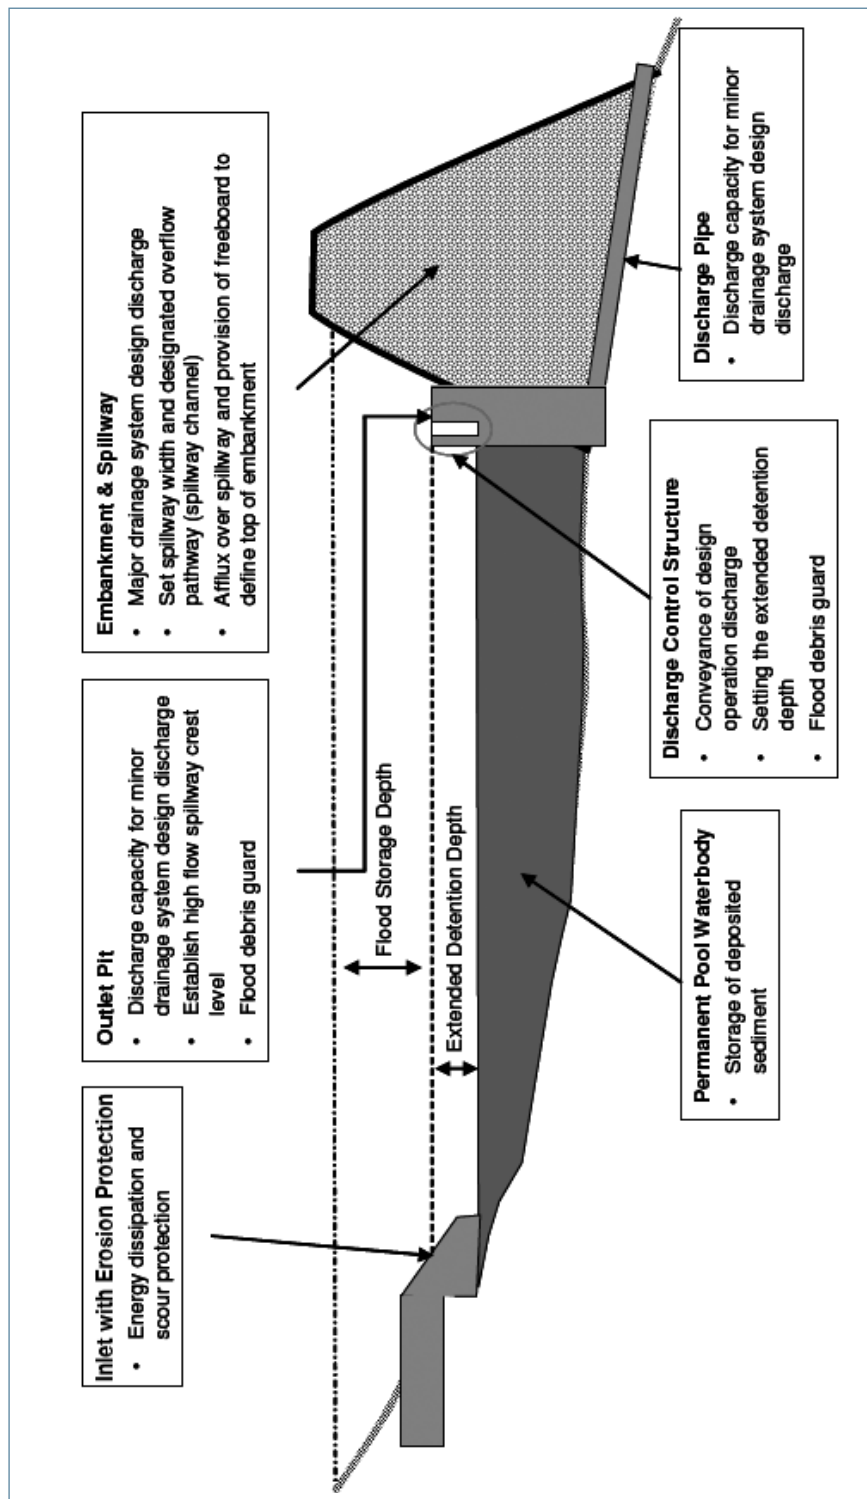 Inlet with Erosion Protection
• Energy dissipation and
scour protection
Outlet Pit
• Discharge capacity for minor
drainage system design discharge
• Establish high flow spillway crest
level
• Flood debris guard
Embankment & Spillway
• Major drainage system design discharge
• Set spillway width and designated overflow
pathway (spillway channel)
• Afflux over spillway and provision of freeboard to
define top of embankment
Flood Storage Depth
Extended Detention Depth
Permanent Pool Waterbody
• Storage of deposited
sediment
Discharge Control Structure
• Conveyance of design
operation discharge
• Setting the extended detention
depth
• Flood debris guard
Discharge Pipe
• Discharge capacity for minor
drainage system design
discharge